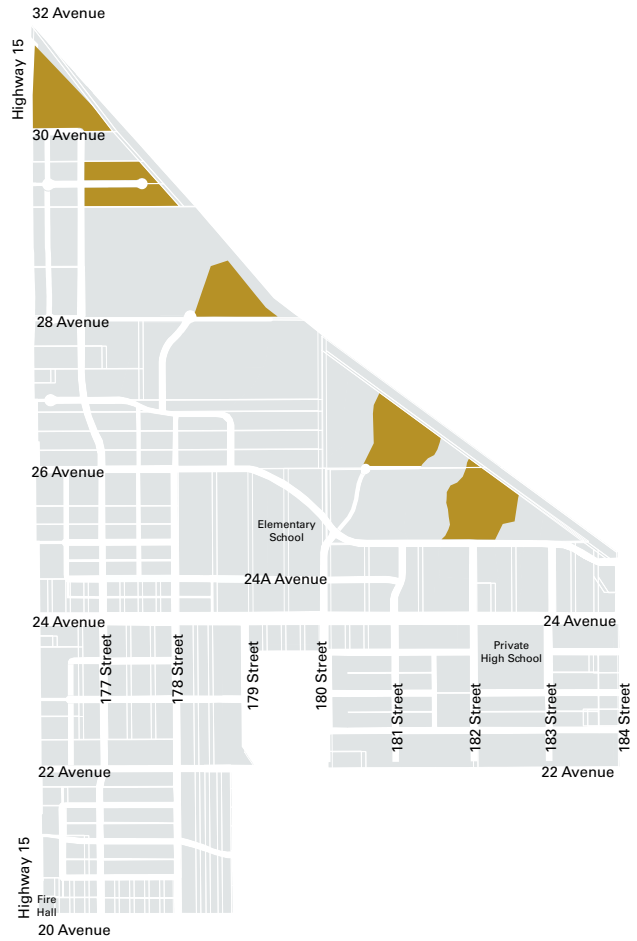 32 Avenue
Highway 15
30 Avenue
28 Avenue
26 Avenue
Elementary
School
24A Avenue
24 Avenue
24 Avenue
177 Street
178 Street
179 Street
180 Street
Private
High School
181 Street
182 Street
183 Street
184 Street
22 Avenue
22 Avenue
Highway 15
Fire
Hall
20 Avenue